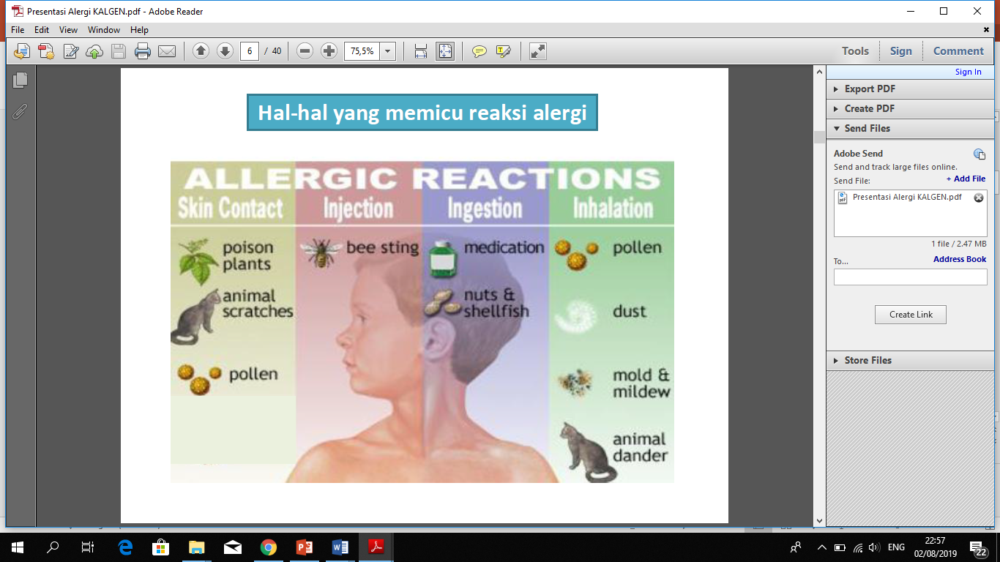 Presentasi Alergi KALGEN.pdf - Adobe Reader
File Edit View Window Help
6 / 40
75,5%
Tools Sign Comment
Sign In
Export PDF
Create PDF
Send Files
Adobe Send
Send and track large files online.
Send File:
+ Add File
Presentasi Alergi KALGEN.pdf
1 file / 2.47 MB
To...
Address Book
Create Link
Store Files
Hal-hal yang memicu reaksi alergi
ALLERGIC REACTIONS
Skin Contact
poison
plants
animal
scratches
pollen
Injection
bee sting
Ingestion
medication
nuts &
shellfish
Inhalation
pollen
dust
mold &
mildew
animal
dander
ENG
22:57
02/08/2019
22